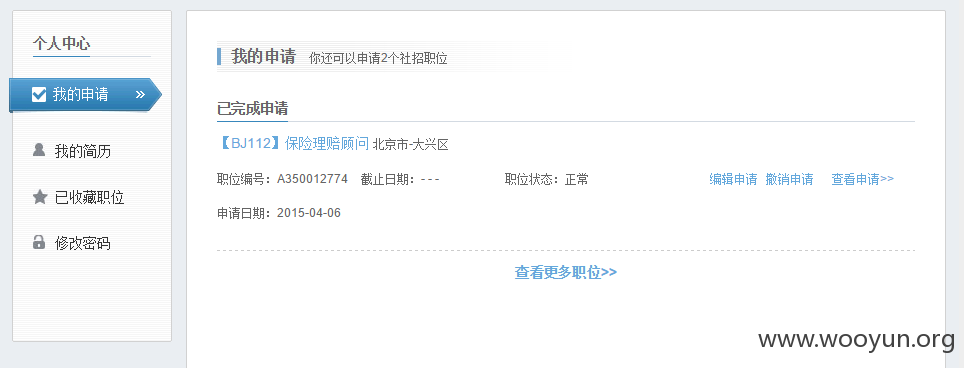 个人中心
我的申请 »
我的简历
已收藏职位
修改密码
我的申请 你还可以申请2个社招职位
已完成申请
【BJ112】保险理赔顾问 北京市-大兴区
职位编号：A350012774 截止日期：--- 职位状态：正常 编辑申请 撤销申请 查看申请>>
申请日期：2015-04-06
查看更多职位>>
www.wooyun.org